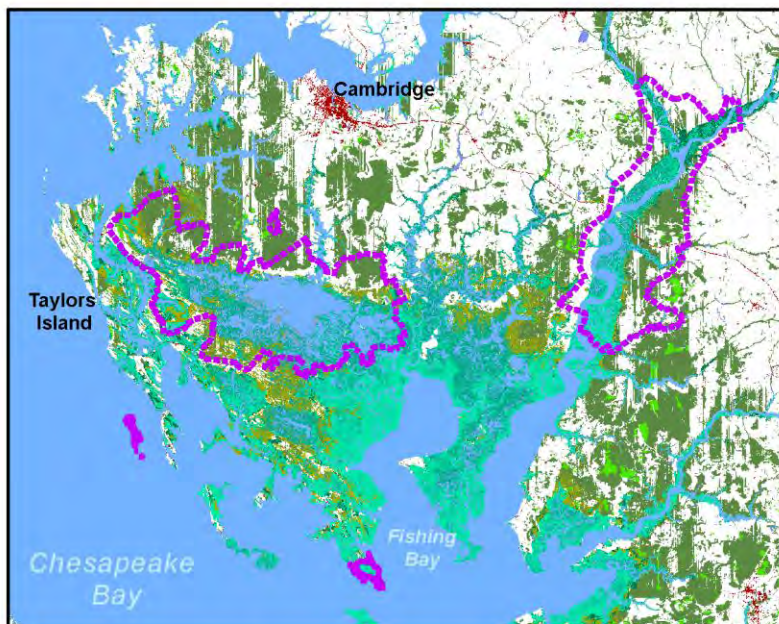 Cambridge
Taylors
Island
Fishing
Bay
Chesapeake
Bay